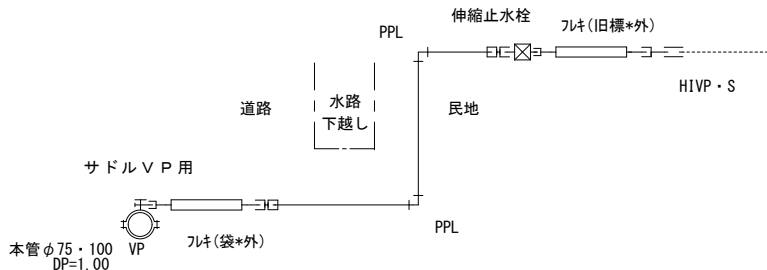 伸縮止水栓
PPL
ﾌﾚｷ(旧標*外)
HIVP・S
道路
水路
下越し
民地
サドルＶＰ用
PPL
本管φ75・100 VP
DP=1.00
ﾌﾚｷ(袋*外)